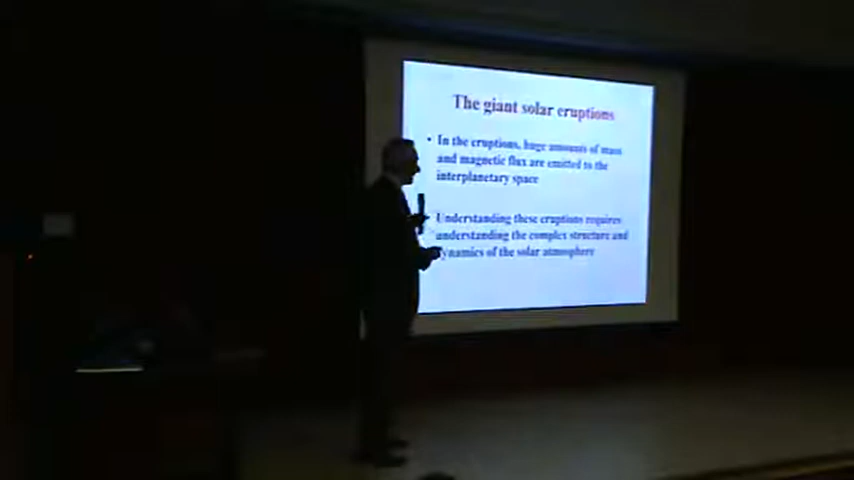 The giant solar eruptions
• In the eruptions, huge amounts of mass
and magnetic flux are emitted to the
interplanetary space
Understanding these eruptions requires
understanding the complex structure and
dynamics of the solar atmosphere